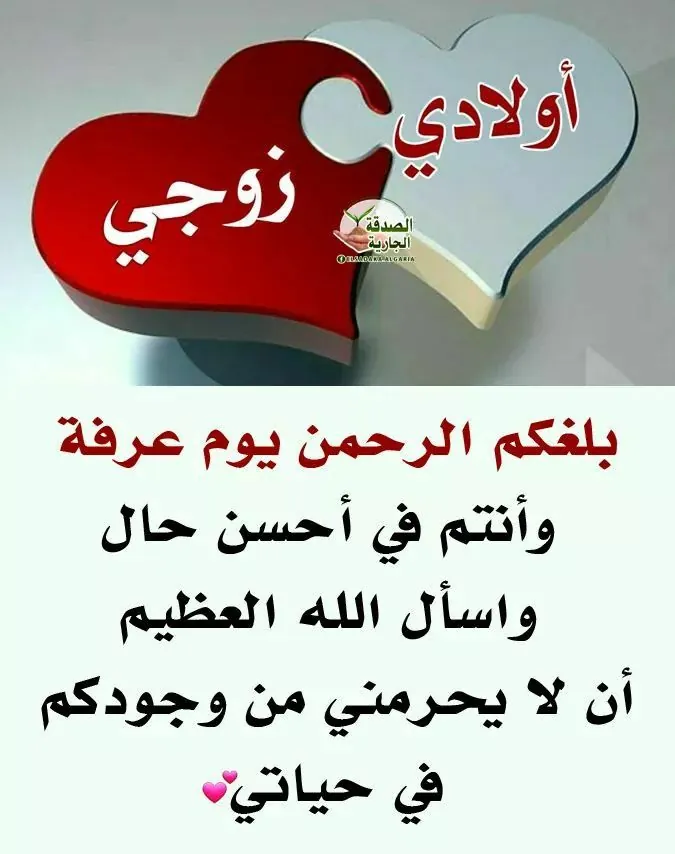 أولادي
زوجي
الصدقة
الجارية
ELSADAKA.ALGARIA
بلغكم الرحمن يوم عرفة
وأنتم في أحسن حال
واسأل الله العظيم
أن لا يحرمني من وجودكم
في حياتي💕